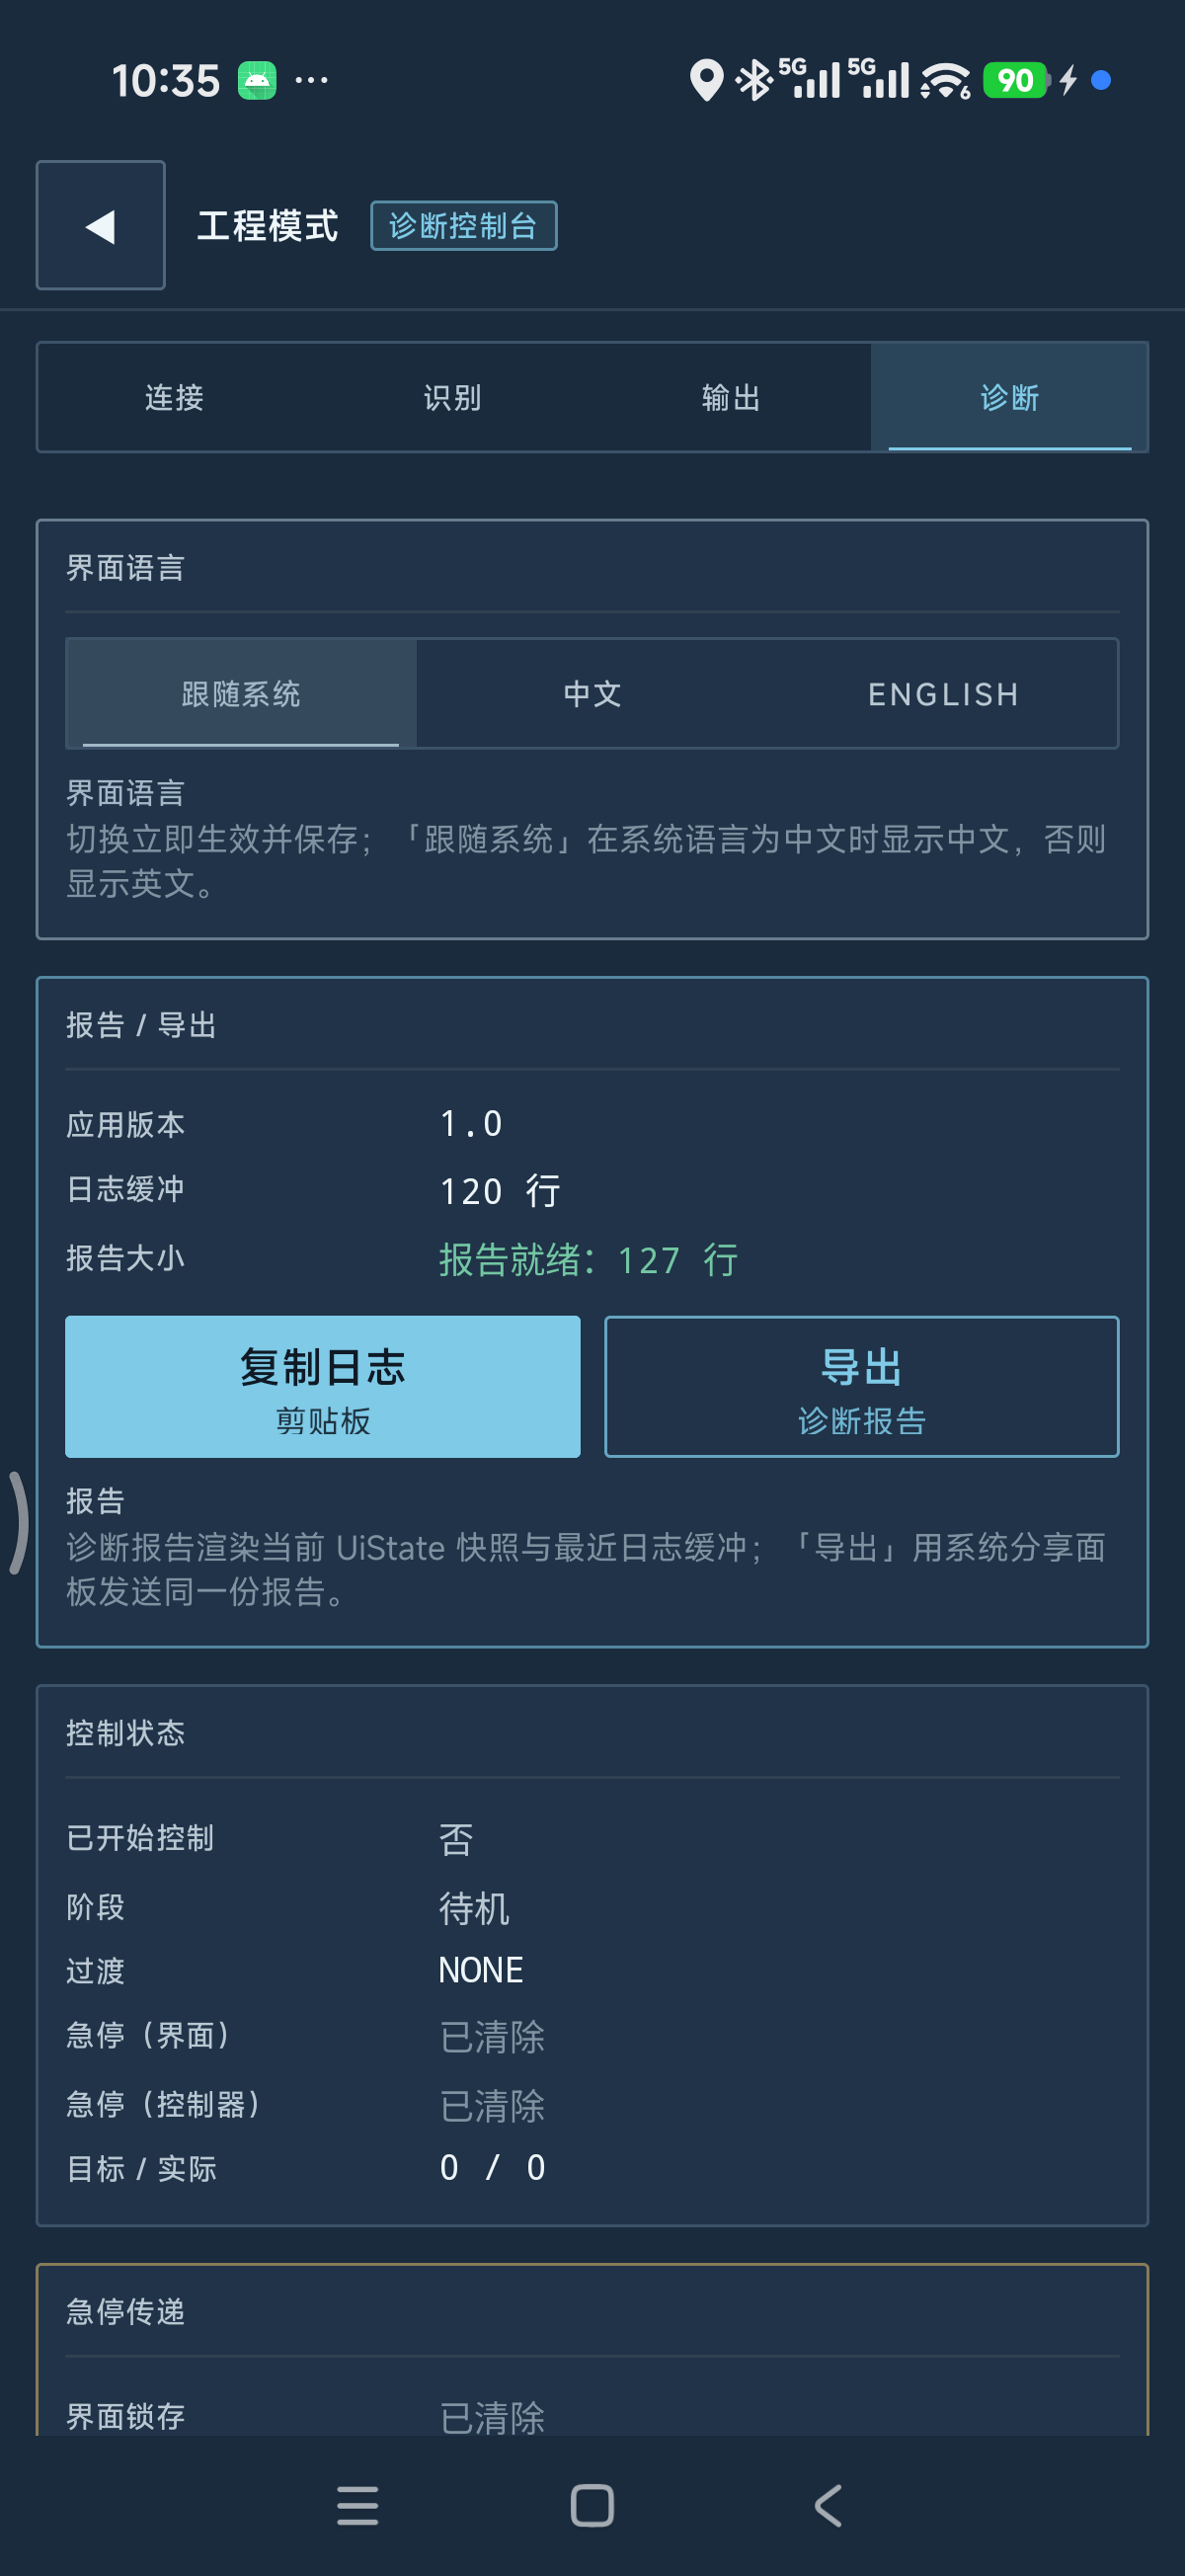 10:35 ... 5G 5G 6 90
工程模式 诊断控制台
连接 识别 输出 诊断
界面语言
跟随系统 中文 ENGLISH
界面语言
切换立即生效并保存；「跟随系统」在系统语言为中文时显示中文，否则
显示英文。
报告 / 导出
应用版本 1.0
日志缓冲 120 行
报告大小 报告就绪：127 行
复制日志 导出
剪贴板 诊断报告
报告
诊断报告渲染当前 UiState 快照与最近日志缓冲；「导出」用系统分享面
板发送同一份报告。
控制状态
已开始控制 否
阶段 待机
过渡 NONE
急停（界面） 已清除
急停（控制器） 已清除
目标 / 实际 0 / 0
急停传递
界面锁存 已清除